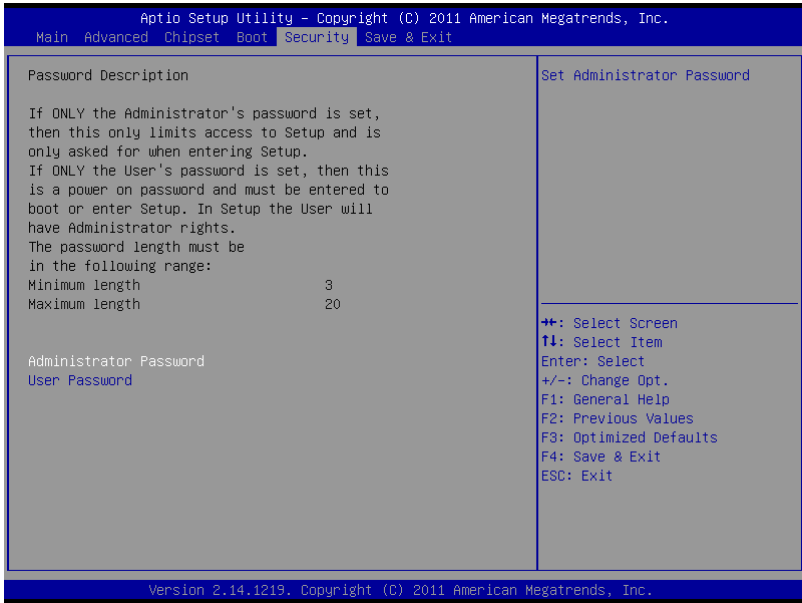 Aptio Setup Utility – Copyright (C) 2011 American Megatrends, Inc.
Main Advanced Chipset Boot Security Save & Exit
Password Description
If ONLY the Administrator's password is set,
then this only limits access to Setup and is
only asked for when entering Setup.
If ONLY the User's password is set, then this
is a power on password and must be entered to
boot or enter Setup. In Setup the User will
have Administrator rights.
The password length must be
in the following range:
Minimum length 3
Maximum length 20
Administrator Password
User Password
Set Administrator Password
→←: Select Screen
↑↓: Select Item
Enter: Select
+/-: Change Opt.
F1: General Help
F2: Previous Values
F3: Optimized Defaults
F4: Save & Exit
ESC: Exit
Version 2.14.1219. Copyright (C) 2011 American Megatrends, Inc.